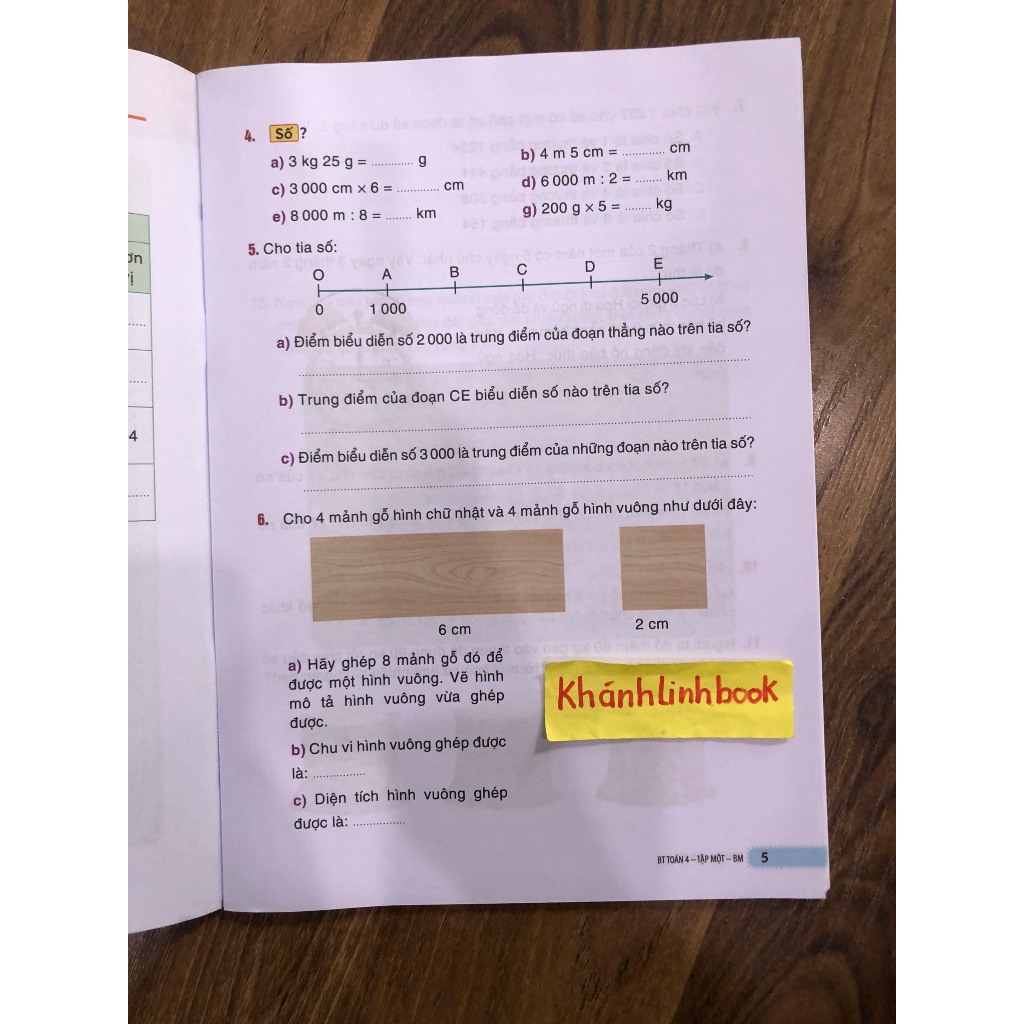 4. Số ?
a) 3 kg 25 g = ............ g
b) 4 m 5 cm = ............ cm
c) 3 000 cm × 6 = ............ cm
d) 6 000 m : 2 = ........ km
e) 8 000 m : 8 = ........ km
g) 200 g × 5 = ........ kg
5. Cho tia số:
O A B C D E
0 1 000 5 000
a) Điểm biểu diễn số 2 000 là trung điểm của đoạn thẳng nào trên tia số?
b) Trung điểm của đoạn CE biểu diễn số nào trên tia số?
c) Điểm biểu diễn số 3 000 là trung điểm của những đoạn nào trên tia số?
6. Cho 4 mảnh gỗ hình chữ nhật và 4 mảnh gỗ hình vuông như dưới đây:
6 cm
2 cm
a) Hãy ghép 8 mảnh gỗ đó để
được một hình vuông. Vẽ hình
mô tả hình vuông vừa ghép
được.
b) Chu vi hình vuông ghép được
là: ...............
c) Diện tích hình vuông ghép
được là: ...............
Khánhlinhbook
BT TOÁN 4 – TẬP MỘT – BM 5
4